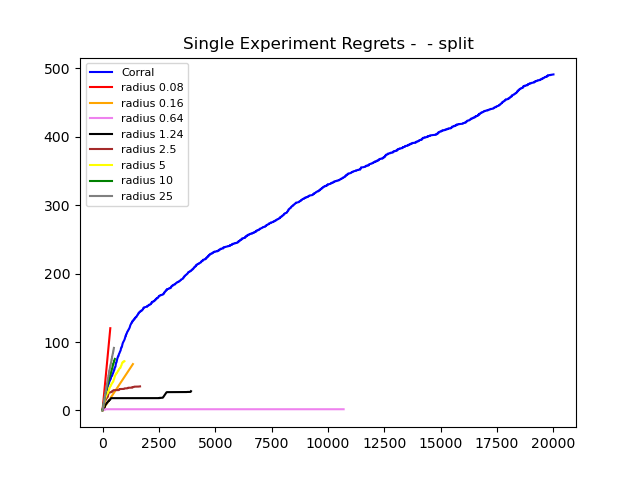 Single Experiment Regrets -  - split
500
400
300
200
100
0
Corral
radius 0.08
radius 0.16
radius 0.64
radius 1.24
radius 2.5
radius 5
radius 10
radius 25
0 2500 5000 7500 10000 12500 15000 17500 20000